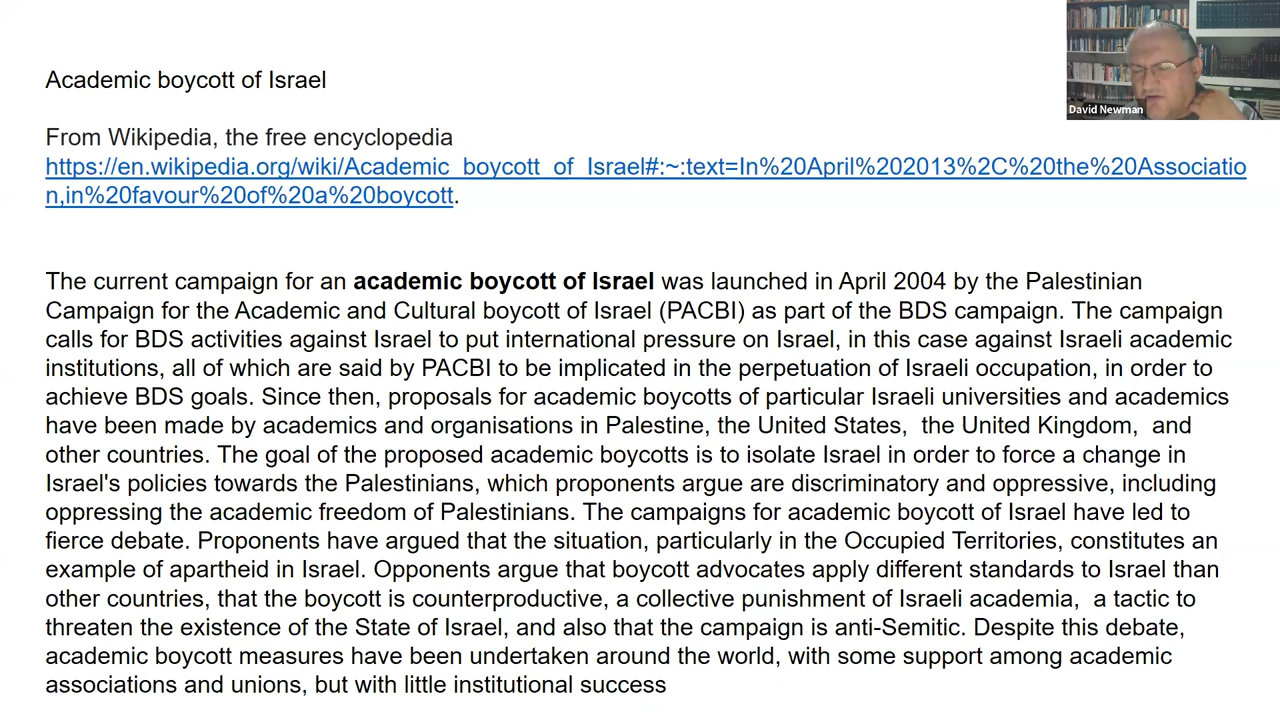 Academic boycott of Israel
David Newman
From Wikipedia, the free encyclopedia
https://en.wikipedia.org/wiki/Academic_boycott_of_Israel#:~:text=In%20April%202013%2C%20the%20Associatio
n,in%20favour%20of%20a%20boycott.
The current campaign for an academic boycott of Israel was launched in April 2004 by the Palestinian
Campaign for the Academic and Cultural boycott of Israel (PACBI) as part of the BDS campaign. The campaign
calls for BDS activities against Israel to put international pressure on Israel, in this case against Israeli academic
institutions, all of which are said by PACBI to be implicated in the perpetuation of Israeli occupation, in order to
achieve BDS goals. Since then, proposals for academic boycotts of particular Israeli universities and academics
have been made by academics and organisations in Palestine, the United States,  the United Kingdom,  and
other countries. The goal of the proposed academic boycotts is to isolate Israel in order to force a change in
Israel's policies towards the Palestinians, which proponents argue are discriminatory and oppressive, including
oppressing the academic freedom of Palestinians. The campaigns for academic boycott of Israel have led to
fierce debate. Proponents have argued that the situation, particularly in the Occupied Territories, constitutes an
example of apartheid in Israel. Opponents argue that boycott advocates apply different standards to Israel than
other countries, that the boycott is counterproductive, a collective punishment of Israeli academia,  a tactic to
threaten the existence of the State of Israel, and also that the campaign is anti-Semitic. Despite this debate,
academic boycott measures have been undertaken around the world, with some support among academic
associations and unions, but with little institutional success